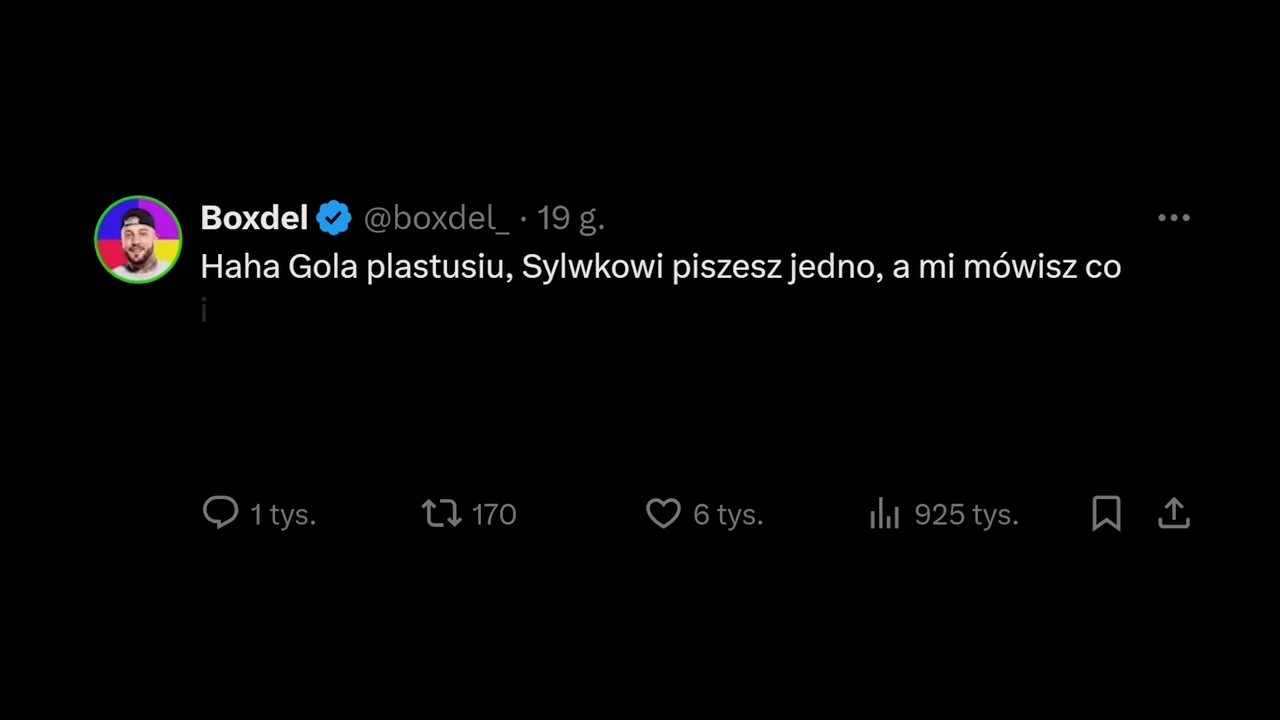 Boxdel @boxdel_ · 19 g.
Haha Gola plastusiu, Sylwkowi piszesz jedno, a mi mówisz co
i
1 tys. 170 6 tys. 925 tys.